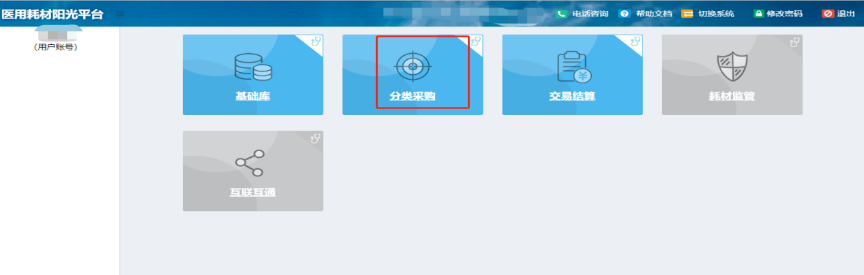 医用耗材阳光平台
电话咨询 帮助文档 切换系统 修改密码 退出
(用户账号)
基础库 分类采购 交易结算 耗材监管
互联互通